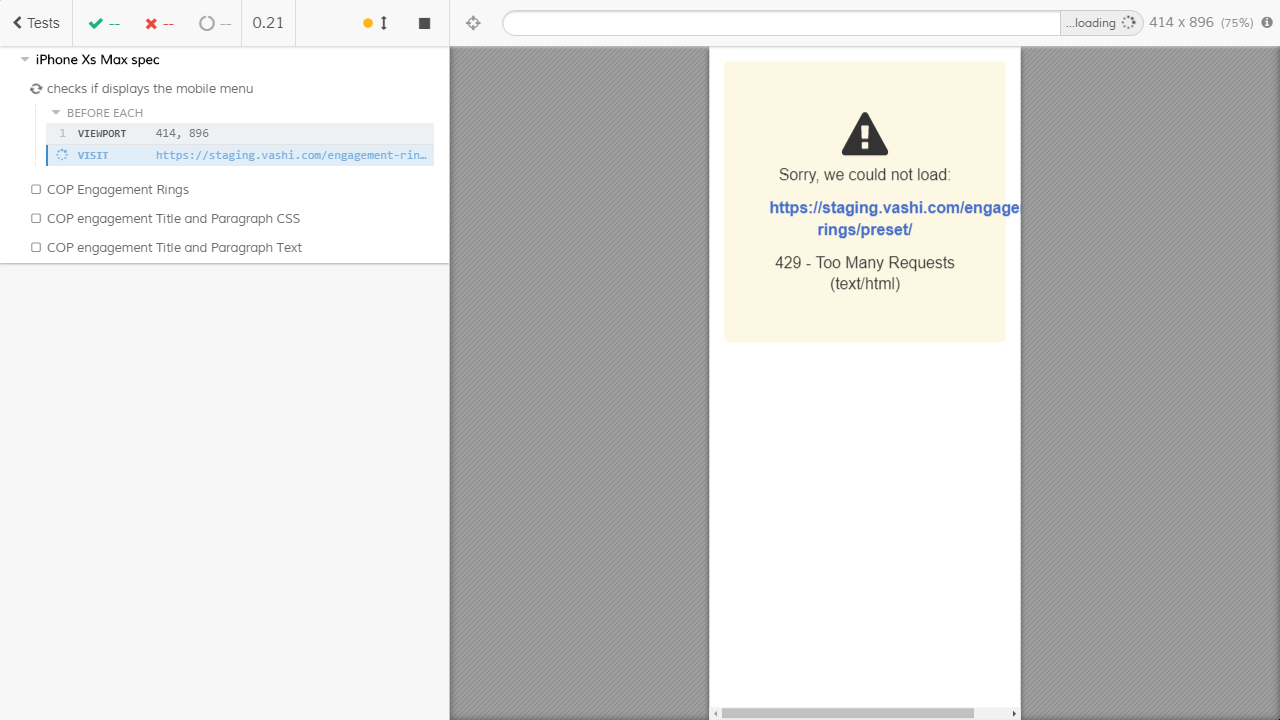 Tests
--
--
--
0.21
...loading
414 x 896 (75%)
iPhone Xs Max spec
checks if displays the mobile menu
BEFORE EACH
1 VIEWPORT 414, 896
VISIT https://staging.vashi.com/engagement-rin…
COP Engagement Rings
COP engagement Title and Paragraph CSS
COP engagement Title and Paragraph Text
Sorry, we could not load:
https://staging.vashi.com/engage
rings/preset/
429 - Too Many Requests
(text/html)